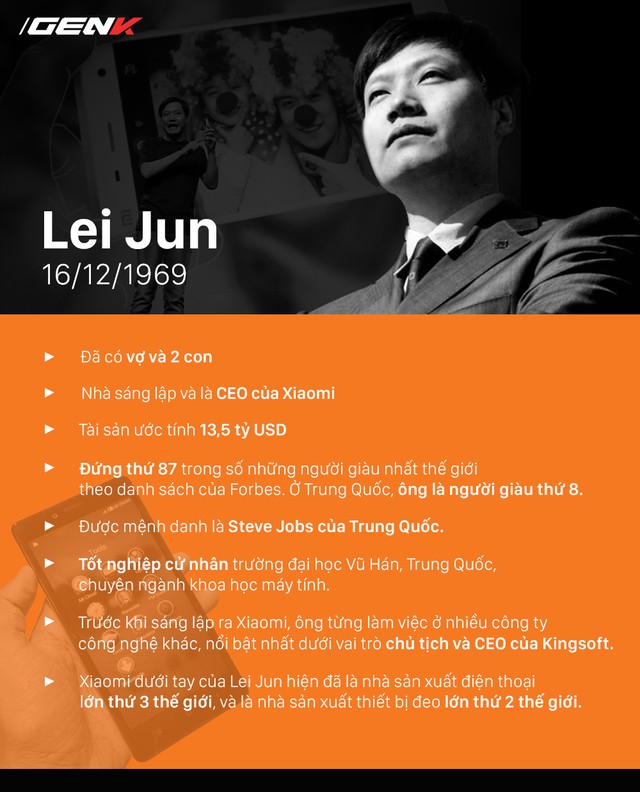 /GENK
Lei Jun
16/12/1969
Đã có vợ và 2 con
Nhà sáng lập và là CEO của Xiaomi
Tài sản ước tính 13,5 tỷ USD
Đứng thứ 87 trong số những người giàu nhất thế giới
theo danh sách của Forbes. Ở Trung Quốc, ông là người giàu thứ 8.
Được mệnh danh là Steve Jobs của Trung Quốc.
Tốt nghiệp cử nhân trường đại học Vũ Hán, Trung Quốc,
chuyên ngành khoa học máy tính.
Trước khi sáng lập ra Xiaomi, ông từng làm việc ở nhiều công ty
công nghệ khác, nổi bật nhất dưới vai trò chủ tịch và CEO của Kingsoft.
Xiaomi dưới tay của Lei Jun hiện đã là nhà sản xuất điện thoại
lớn thứ 3 thế giới, và là nhà sản xuất thiết bị đeo lớn thứ 2 thế giới.
Tools